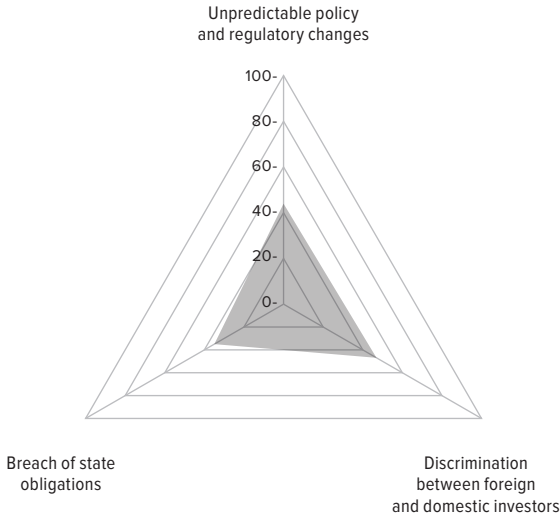 Unpredictable policy
and regulatory changes
100-
80-
60-
40-
20-
0-
Breach of state
obligations
Discrimination
between foreign
and domestic investors